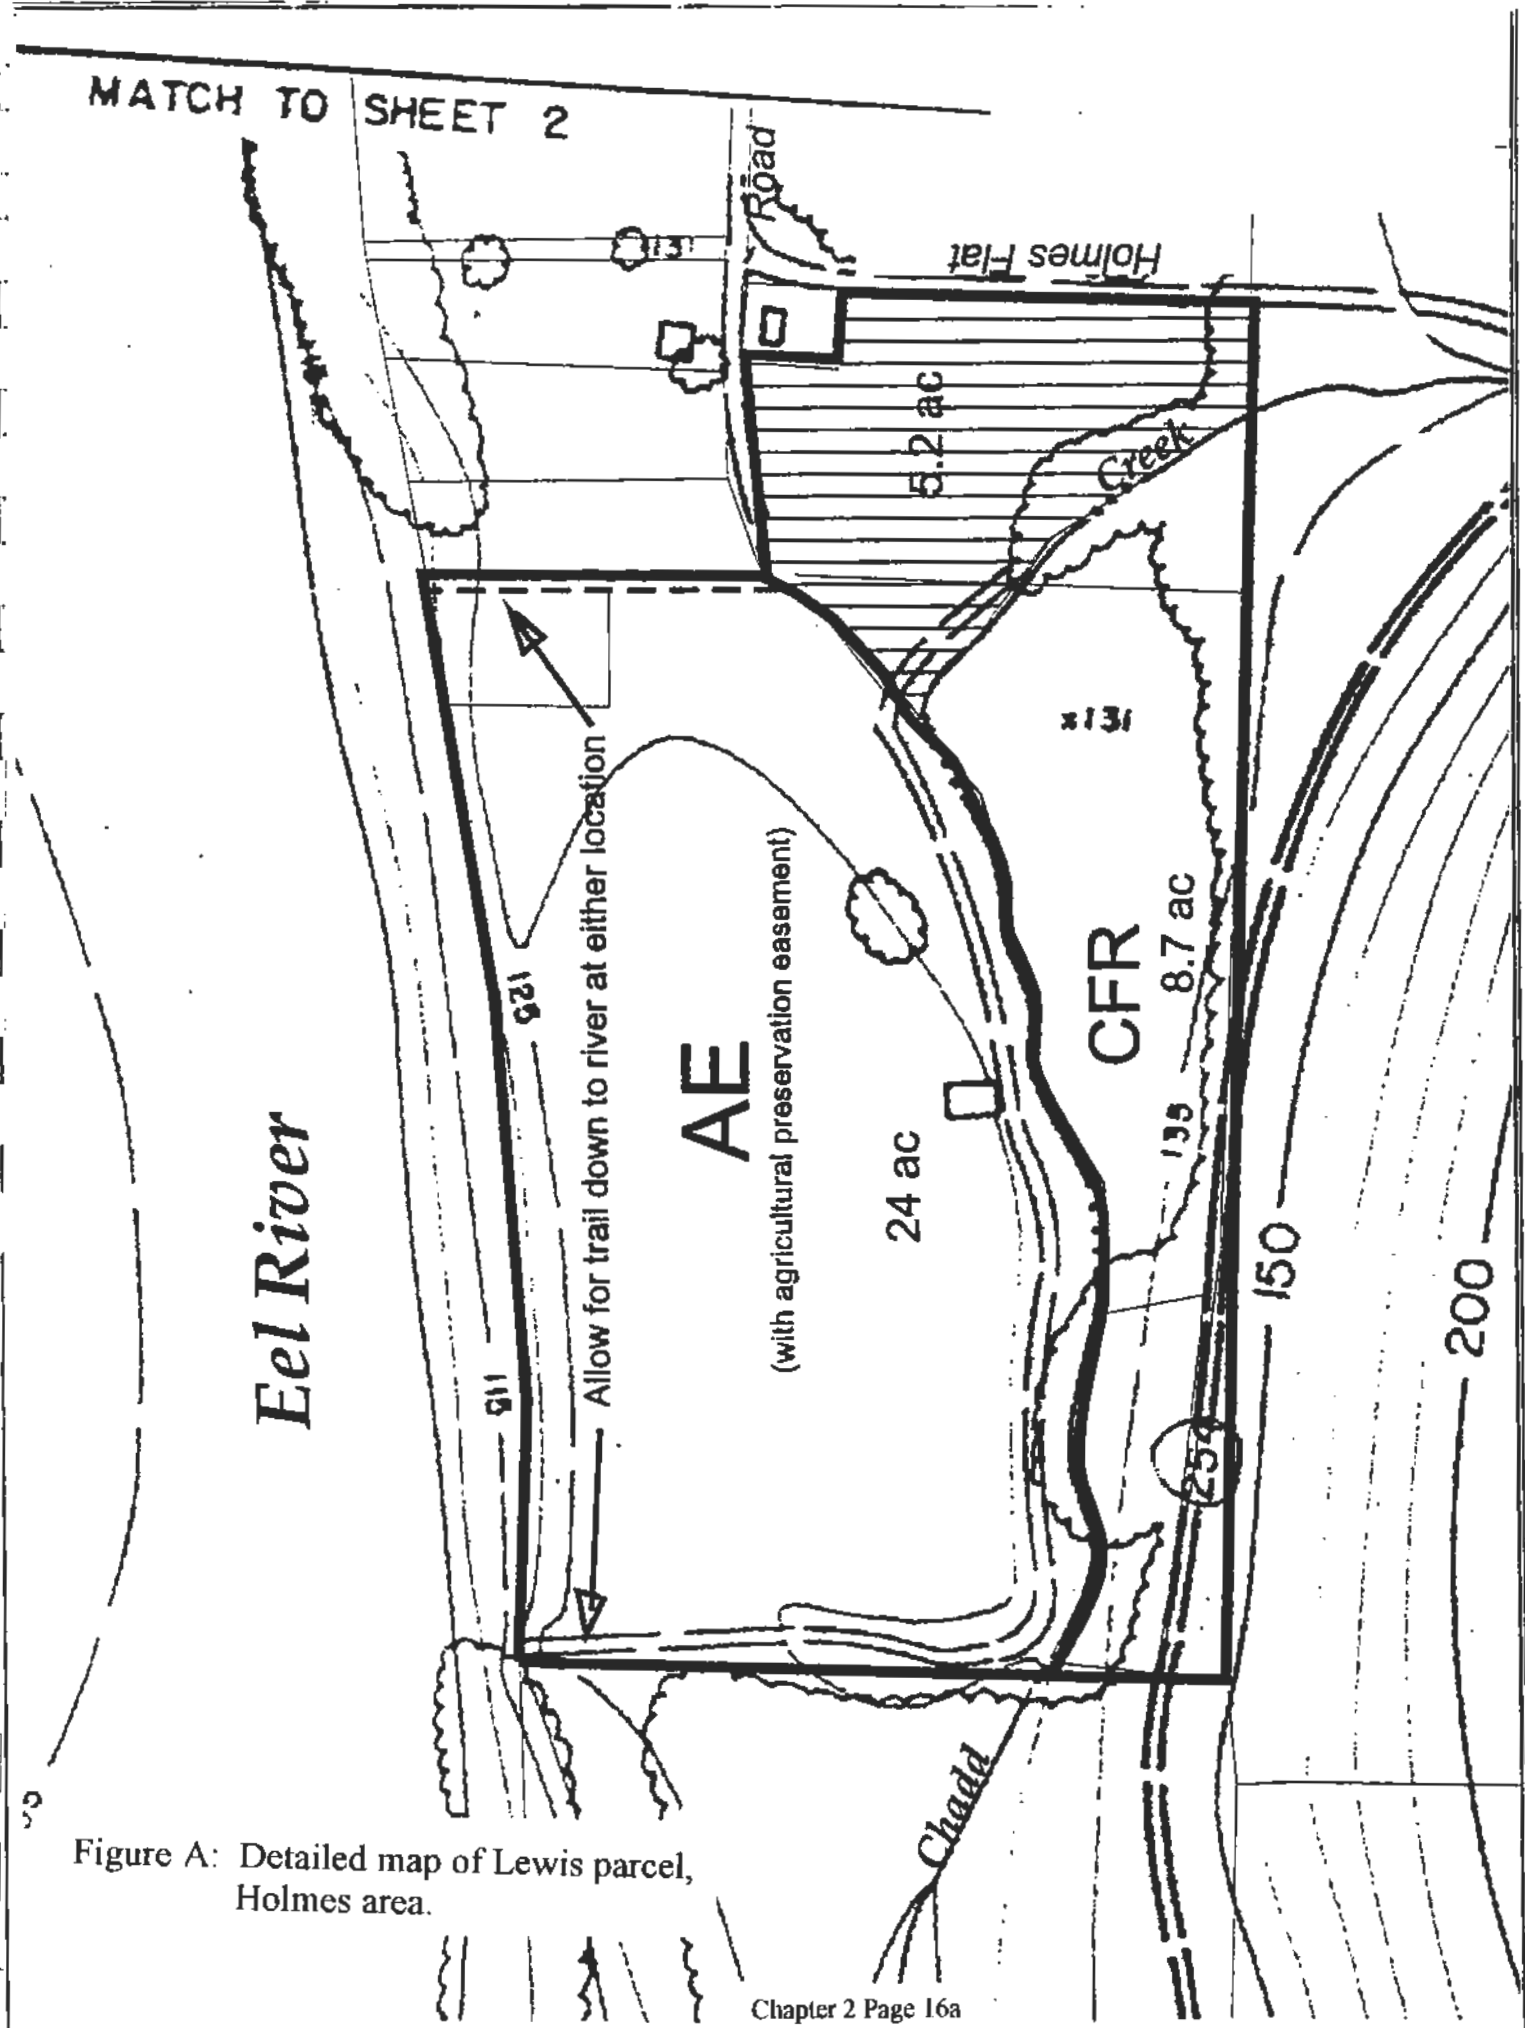 MATCH TO SHEET 2
Road
131
Holmes Flat
5.2 ac
Creek
x131
Allow for trail down to river at either location
125
AE
(with agricultural preservation easement)
24 ac
CFR
8.7 ac
135
Eel River
115
150
200
254
Chadd
Figure A: Detailed map of Lewis parcel,
Holmes area.
Chapter 2 Page 16a